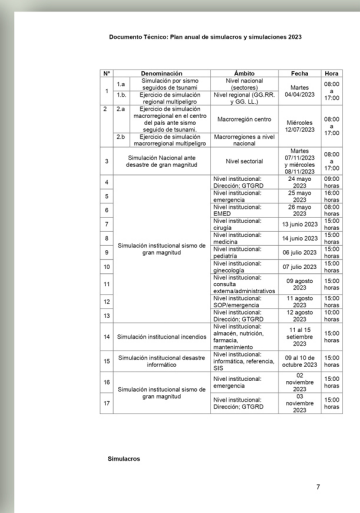 Documento Técnico: Plan anual de simulacros y simulaciones 2023
N° Denominación Ámbito Fecha Hora
1 1.a Simulación por sismo seguidos de tsunami Nivel nacional (sectores) Martes 04/04/2023 08:00 a 17:00
1.b. Ejercicio de simulación regional multipeligro Nivel regional (GG.RR. y GG. LL.)
2 2.a Ejercicio de simulación macrorregional en el centro del país ante sismo seguido de tsunami. Macrorregión centro Miércoles 12/07/2023 08:00 a 17:00
2.b Ejercicio de simulación macrorregional multipeligro Macrorregiones a nivel nacional
3 Simulación Nacional ante desastre de gran magnitud Nivel sectorial Martes 07/11/2023 y miércoles 08/11/2023 08:00 a 17:00
4 Simulación institucional sismo de gran magnitud Nivel institucional: Dirección; GTGRD 24 mayo 2023 09:00 horas
5 Nivel institucional: emergencia 25 mayo 2023 16:00 horas
6 Nivel institucional: EMED 26 mayo 2023 08:00 horas
7 Nivel institucional: cirugía 13 junio 2023 15:00 horas
8 Nivel institucional: medicina 14 junio 2023 15:00 horas
9 Nivel institucional: pediatría 06 julio 2023 15:00 horas
10 Nivel institucional: ginecología 07 julio 2023 15:00 horas
11 Nivel institucional: consulta externa/administrativos 09 agosto 2023 15:00 horas
12 Nivel institucional: SOP/emergencia 11 agosto 2023 15:00 horas
13 Nivel institucional: Dirección; GTGRD 12 agosto 2023 10:00 horas
14 Simulación institucional incendios Nivel institucional: almacén, nutrición, farmacia, mantenimiento 11 al 15 setiembre 2023 15:00 horas
15 Simulación institucional desastre informático Nivel institucional: informática, referencia, SIS 09 al 10 de octubre 2023 15:00 horas
16 Simulación institucional sismo de gran magnitud Nivel institucional: emergencia 02 noviembre 2023 15:00 horas
17 Nivel institucional: Dirección; GTGRD 03 noviembre 2023 15:00 horas
Simulacros
7